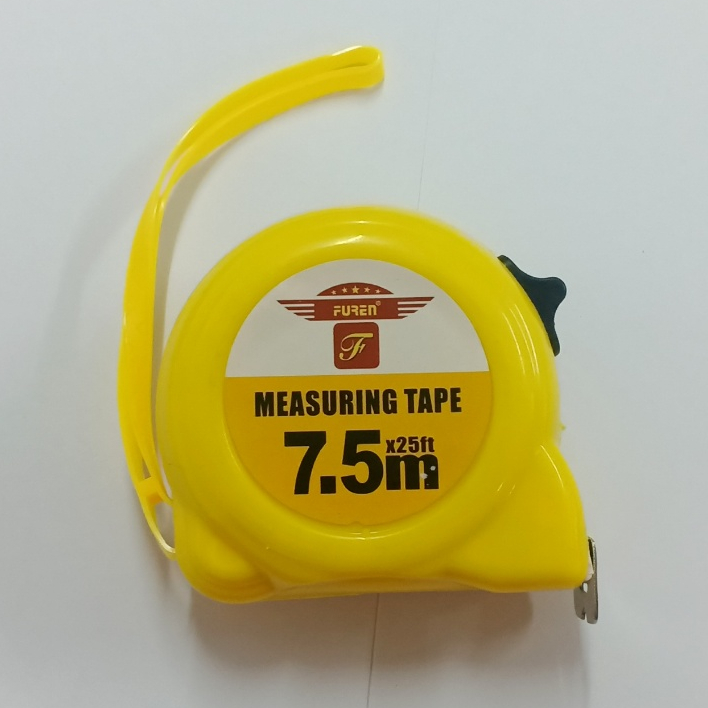 FUREN®
F
MEASURING TAPE
7.5m x25ft